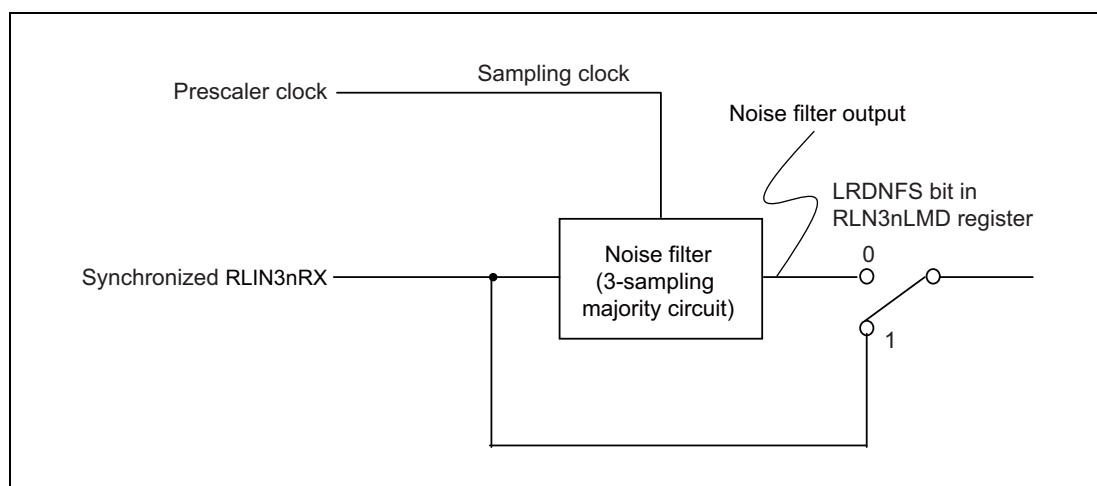 Sampling clock
Prescaler clock
Noise filter output
LRDNFS bit in
RLN3nLMD register
0
Noise filter
(3-sampling
majority circuit)
Synchronized RLIN3nRX
1